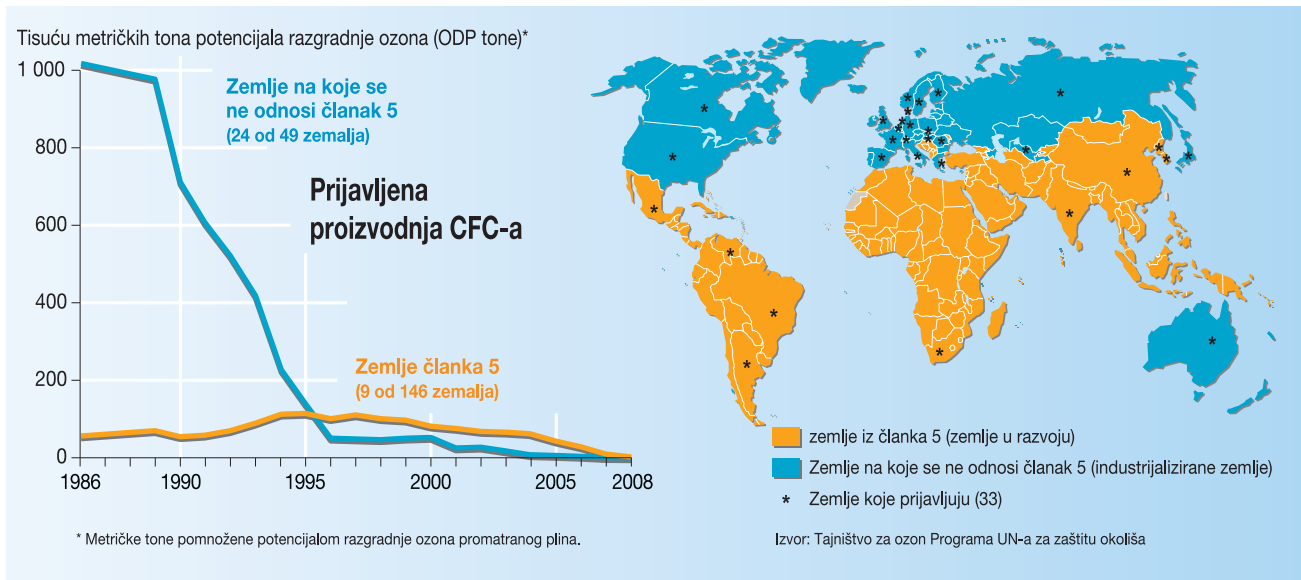 Tisuću metričkih tona potencijala razgradnje ozona (ODP tone)*
1 000
800
600
400
200
0
1986
1990
1995
2000
2005
2008
Zemlje na koje se
ne odnosi članak 5
(24 od 49 zemalja)
Prijavljena
proizvodnja CFC-a
Zemlje članka 5
(9 od 146 zemalja)
* Metričke tone pomnožene potencijalom razgradnje ozona promatranog plina.
zemlje iz članka 5 (zemlje u razvoju)
Zemlje na koje se ne odnosi članak 5 (industrijalizirane zemlje)
* Zemlje koje prijavljuju (33)
Izvor: Tajništvo za ozon Programa UN-a za zaštitu okoliša